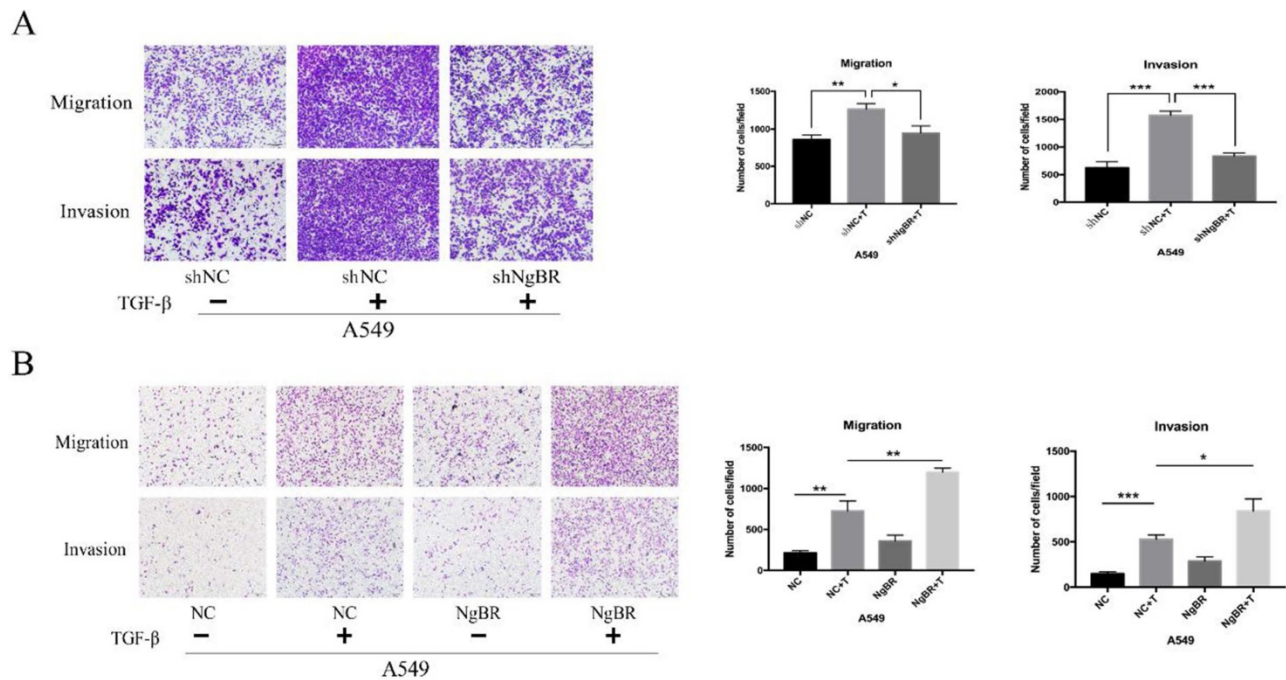 A
Migration
Invasion
shNC shNC shNgBR
TGF-β − + +
A549
Migration
Number of cells/field
1500
1000
500
0
** *
shNC shNC+T shNgBR+T
A549
Invasion
Number of cells/field
2000
1500
1000
500
0
*** ***
shNC shNC+T shNgBR+T
A549
B
Migration
Invasion
NC NC NgBR NgBR
TGF-β − + − +
A549
Migration
Number of cells/field
1500
1000
500
0
** **
NC NC+T NgBR NgBR+T
A549
Invasion
Number of cells/field
1500
1000
500
0
*** *
NC NC+T NgBR NgBR+T
A549